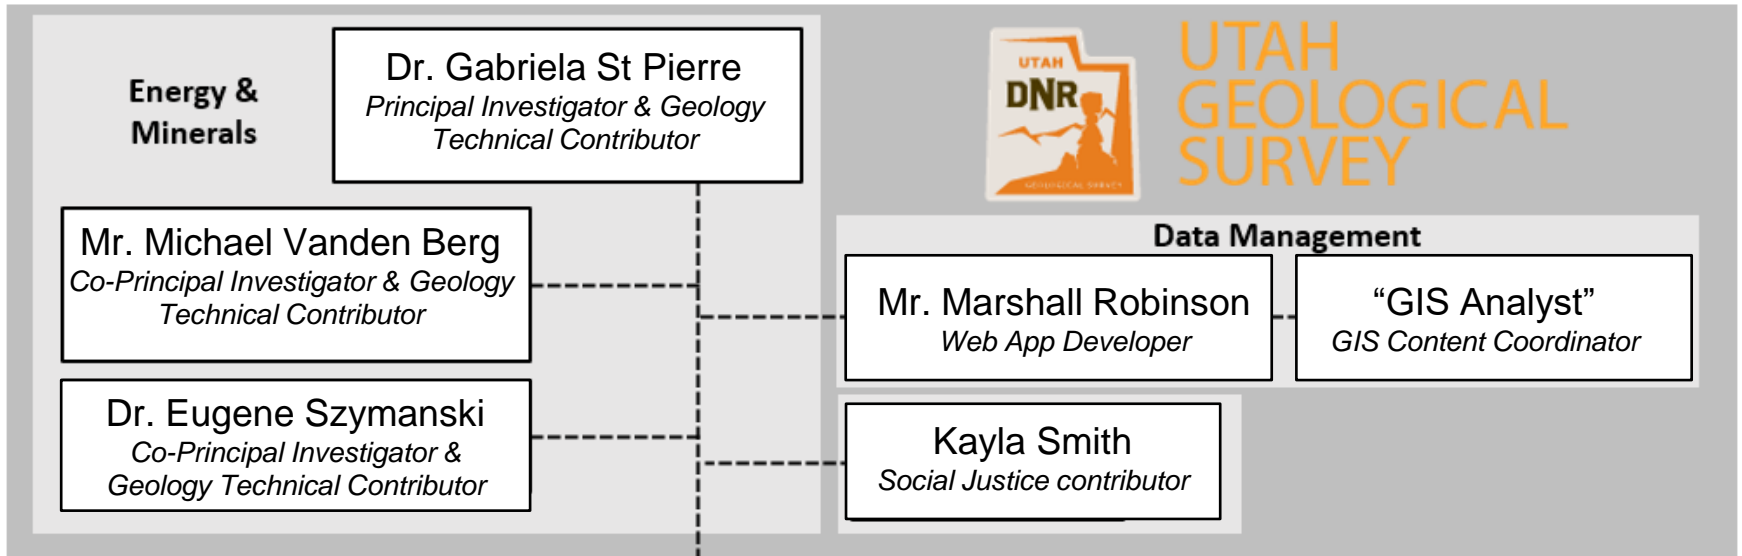 Energy &
Minerals
Dr. Gabriela St Pierre
Principal Investigator & Geology
Technical Contributor
UTAH
DNR
GEOLOGICAL SURVEY
UTAH
GEOLOGICAL
SURVEY
Mr. Michael Vanden Berg
Co-Principal Investigator & Geology
Technical Contributor
Data Management
Mr. Marshall Robinson
Web App Developer
“GIS Analyst”
GIS Content Coordinator
Dr. Eugene Szymanski
Co-Principal Investigator &
Geology Technical Contributor
Kayla Smith
Social Justice contributor